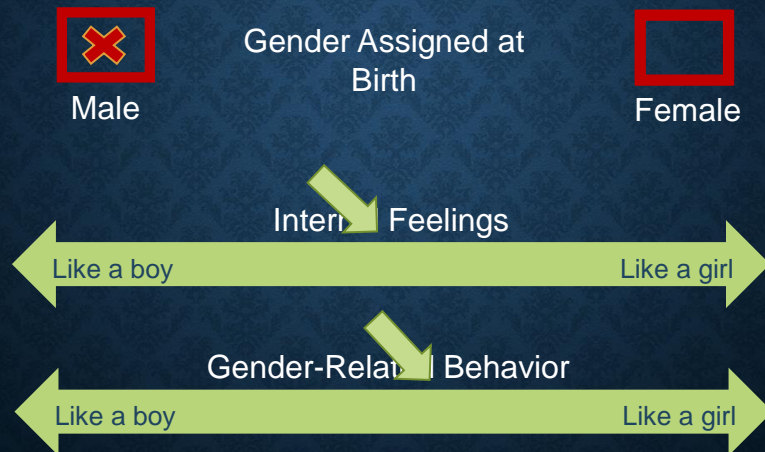 Gender Assigned at
Birth
Male
Female
Feelings
Like a boy
Like a girl
Behavior
Like a boy
Like a girl